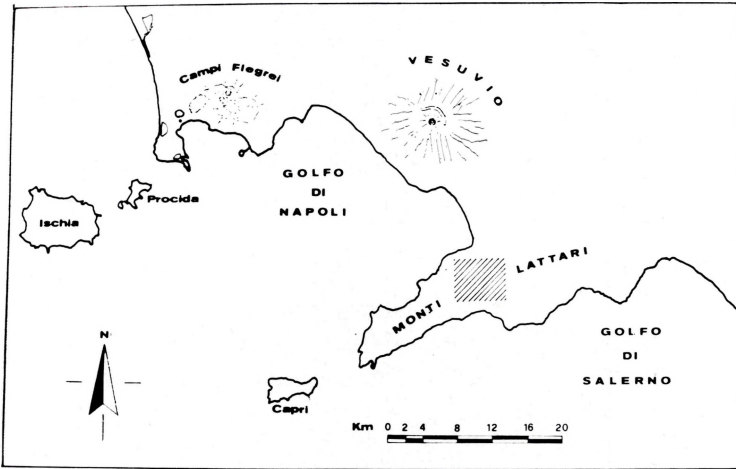 VESUVIO
Campi Flegrei
GOLFO
DI
NAPOLI
Procida
Ischia
MONTI LATTARI
GOLFO
DI
SALERNO
N
Capri
Km 0 2 4 8 12 16 20